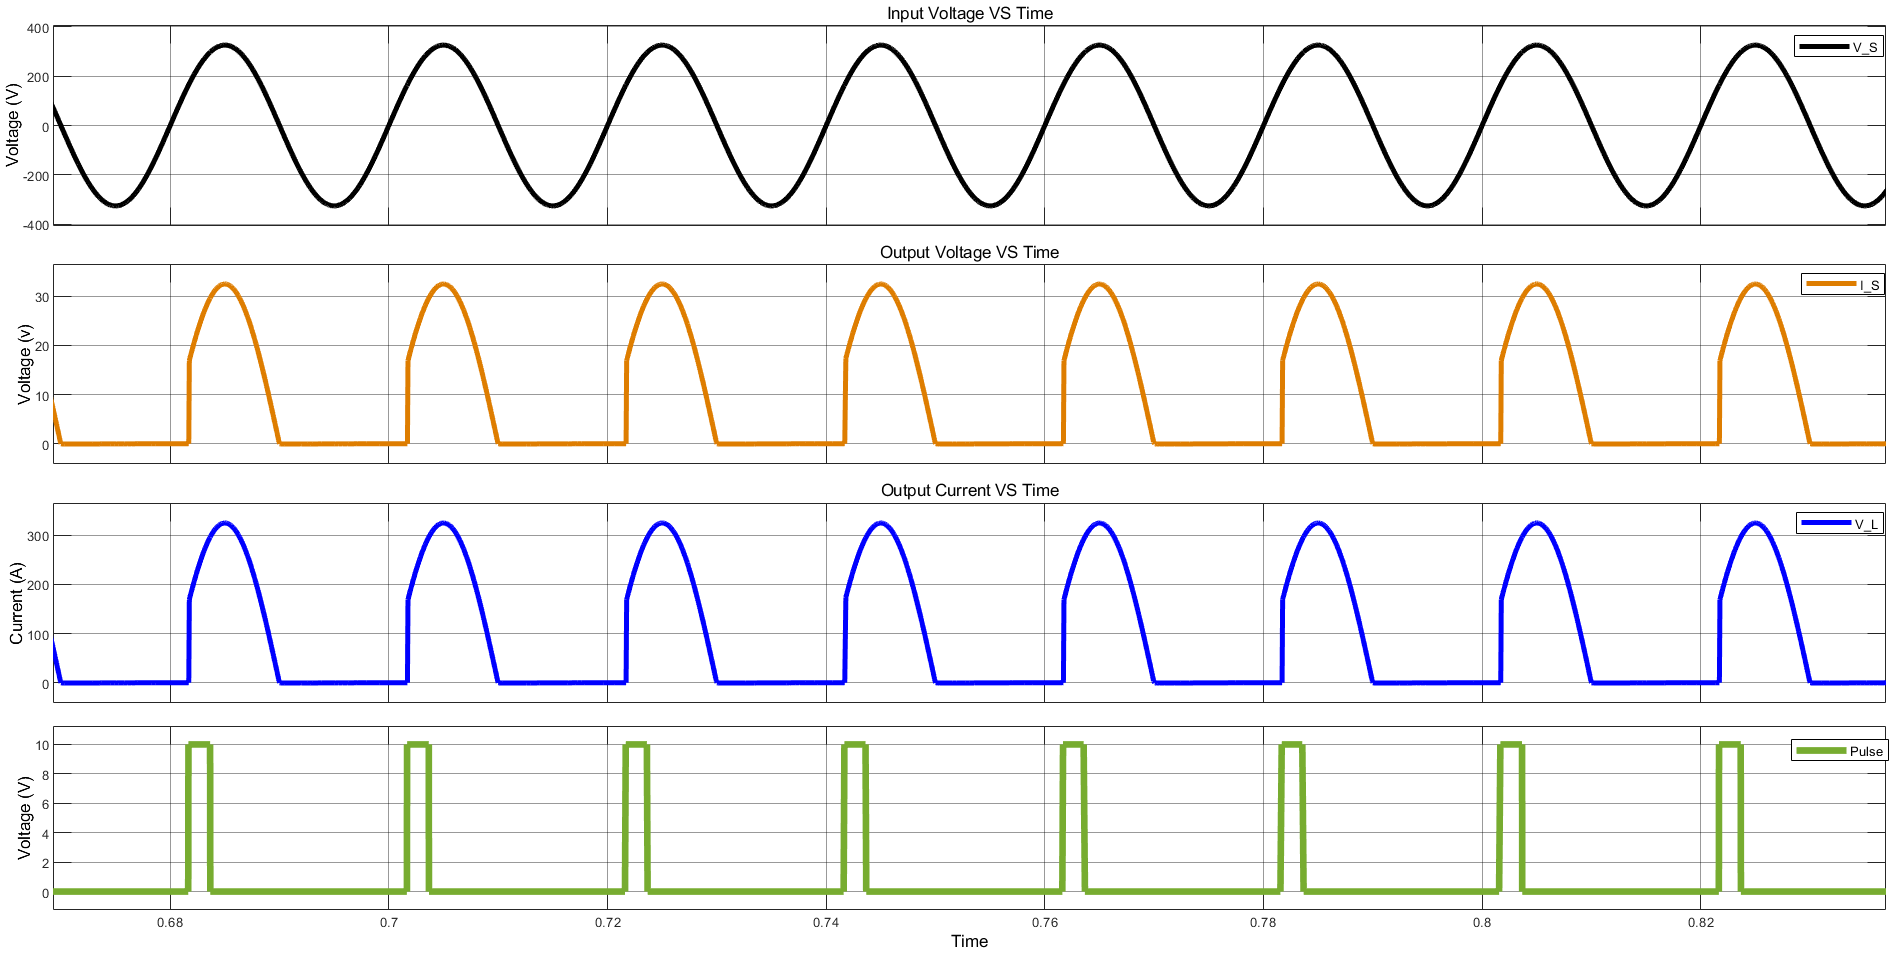 Input Voltage VS Time
400
200
0
-200
-400
Voltage (V)
V_S
Output Voltage VS Time
30
20
10
0
Voltage (v)
I_S
Output Current VS Time
300
200
100
0
Current (A)
V_L
10
8
6
4
2
0
Voltage (V)
Pulse
0.68 0.7 0.72 0.74 0.76 0.78 0.8 0.82
Time